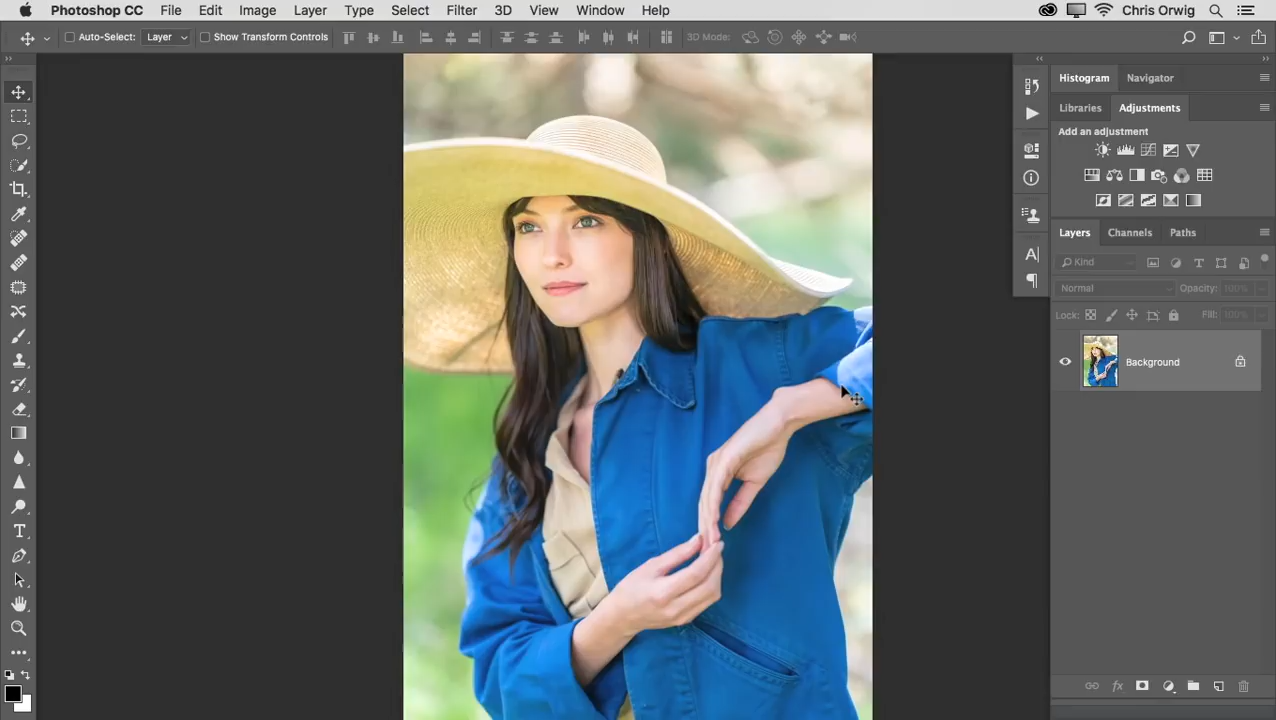 Photoshop CC File Edit Image Layer Type Select Filter 3D View Window Help Chris Orwig
Auto-Select: Layer Show Transform Controls 3D Mode:
Histogram Navigator
Libraries Adjustments
Add an adjustment
Layers Channels Paths
Kind
Normal Opacity: 100%
Lock: Fill: 100%
Background